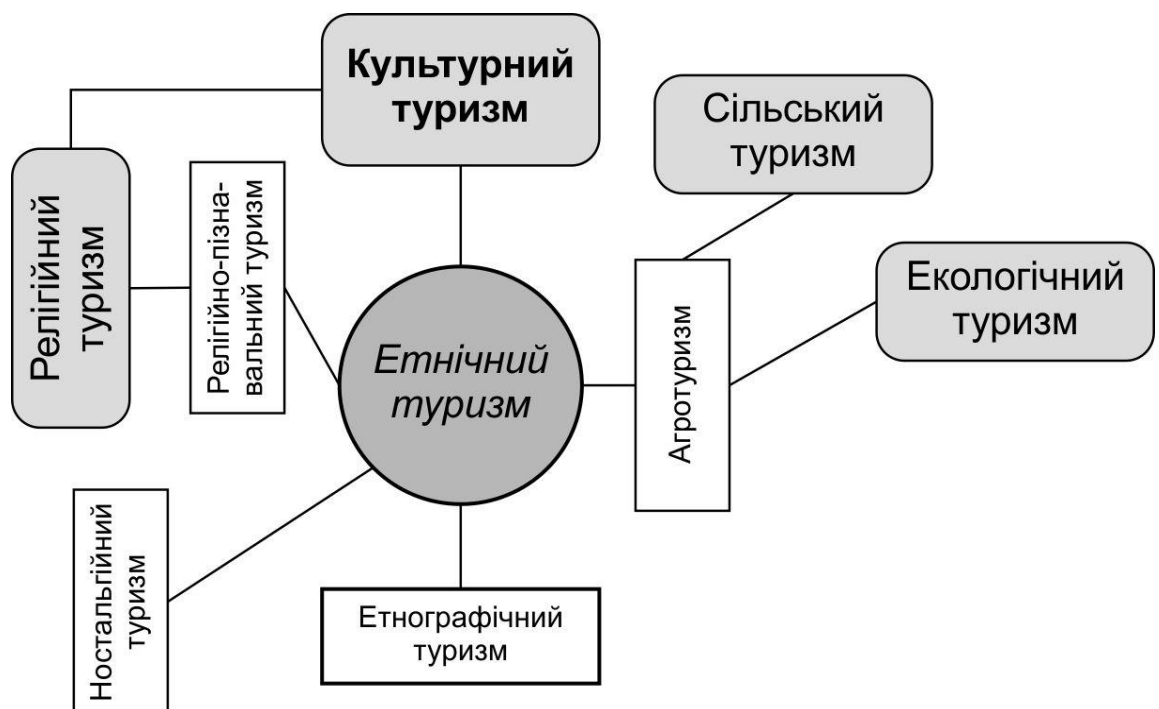 Культурний
туризм
Сільський
туризм
Релігійний
туризм
Релігійно-пізна-
вальний туризм
Екологічний
туризм
Етнічний
туризм
Агротуризм
Ностальгійний
туризм
Етнографічний
туризм